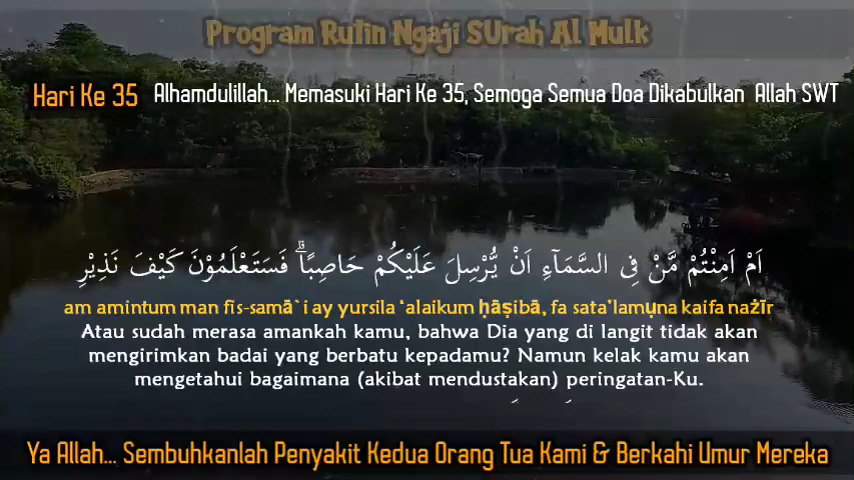 Program Rutin Ngaji SUrah Al Mulk
Hari Ke 35 Alhamdulillah... Memasuki Hari Ke 35, Semoga Semua Doa Dikabulkan Allah SWT
اَمْ اَمِنْتُمْ مَّنْ فِى السَّمَاۤءِ اَنْ يُّرْسِلَ عَلَيْكُمْ حَاصِبًاۗ فَسَتَعْلَمُوْنَ كَيْفَ نَذِيْرِ
am amintum man fis-samā`i ay yursila ‘alaikum ḥāṣibā, fa sata’lamụna kaifa nażīr
Atau sudah merasa amankah kamu, bahwa Dia yang di langit tidak akan
mengirimkan badai yang berbatu kepadamu? Namun kelak kamu akan
mengetahui bagaimana (akibat mendustakan) peringatan-Ku.
Ya Allah... Sembuhkanlah Penyakit Kedua Orang Tua Kami & Berkahi Umur Mereka